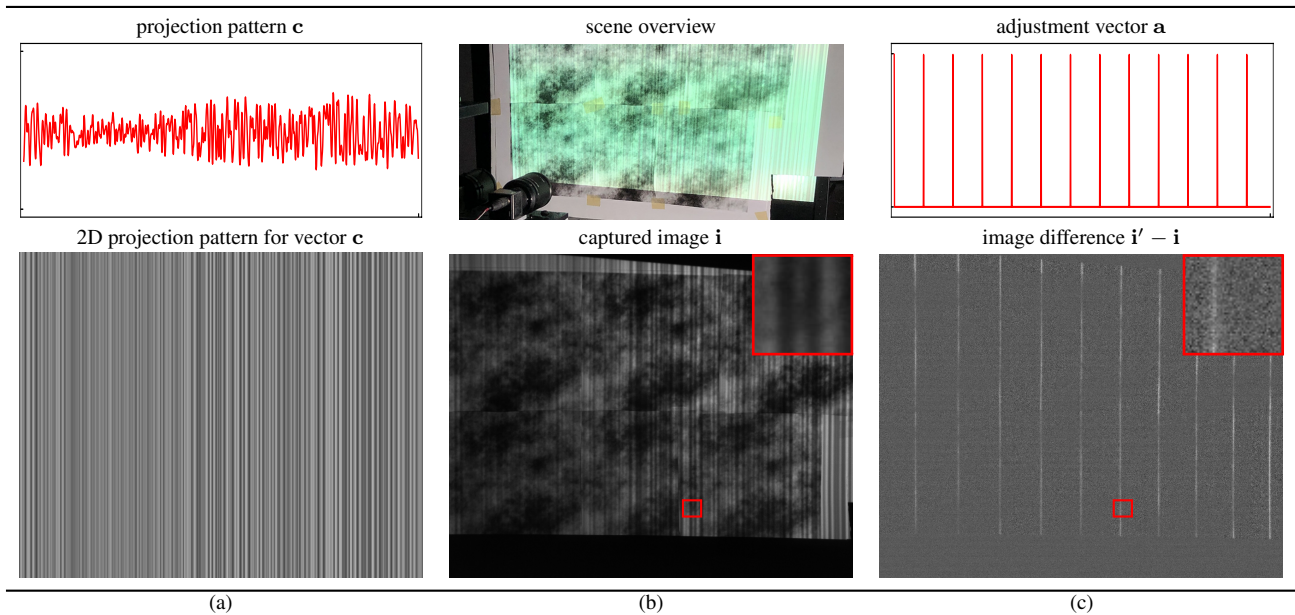 projection pattern c
scene overview
adjustment vector a
2D projection pattern for vector c
captured image i
image difference i′ − i
(a)
(b)
(c)